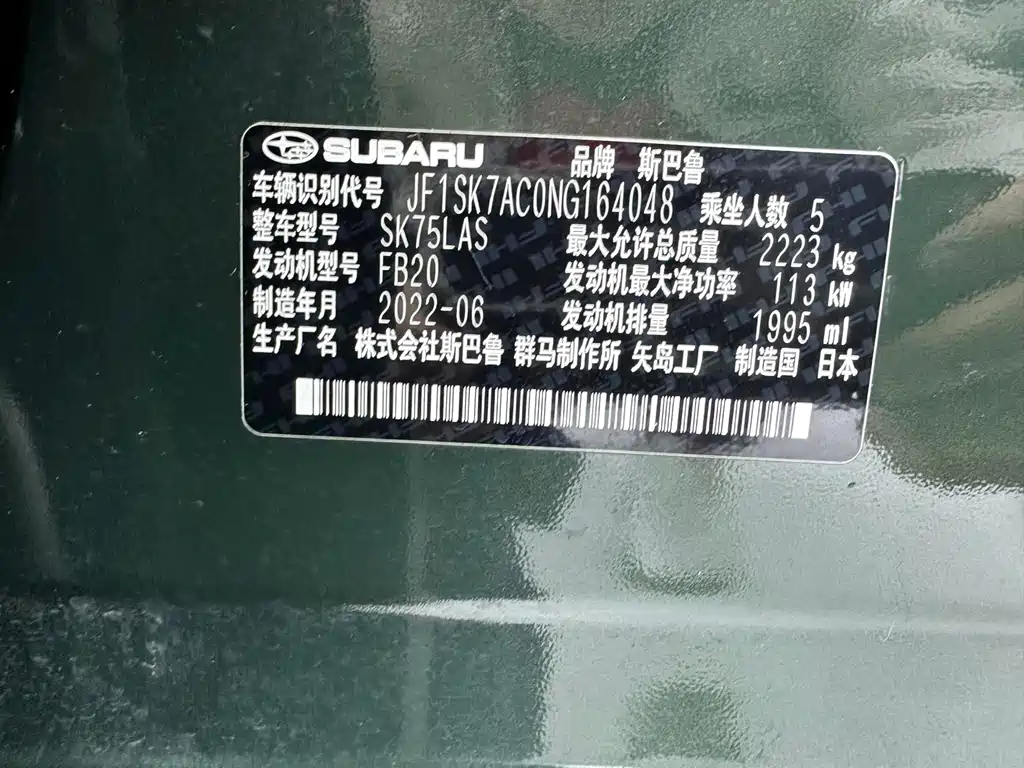 SUBARU 品牌 斯巴鲁
车辆识别代号 JF1SK7AC0NG164048 乘坐人数 5
整车型号 SK75LAS 最大允许总质量 2223 kg
发动机型号 FB20 发动机最大净功率 113 kW
制造年月 2022-06 发动机排量 1995 ml
生产厂名 株式会社斯巴鲁 群马制作所 矢岛工厂 制造国 日本